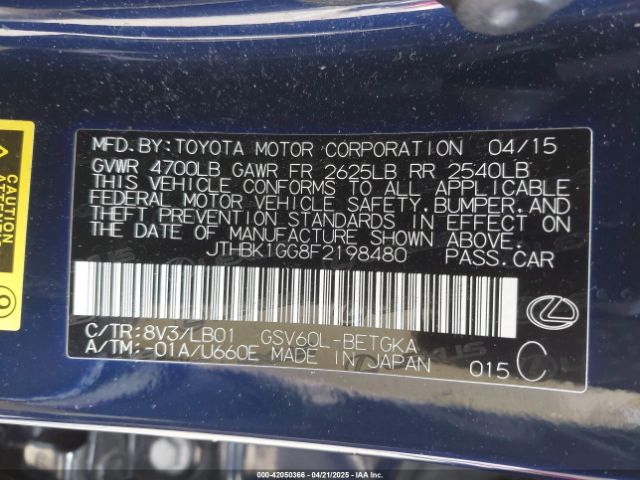 MFD. BY: TOYOTA MOTOR CORPORATION 04/15
GVWR 4700LB GAWR FR 2625LB RR 2540LB
THIS VEHICLE CONFORMS TO ALL APPLICABLE
FEDERAL MOTOR VEHICLE SAFETY, BUMPER, AND
THEFT PREVENTION STANDARDS IN EFFECT ON
THE DATE OF MANUFACTURE SHOWN ABOVE.
JTHBK1GG8F2198480 PASS.CAR
C/TR: 8V3/LB01 GSV60L-BETGKA
A/TM: -01A/U660E MADE IN JAPAN 015 C
000-42050366 - 04/21/2025 - IAA Inc.